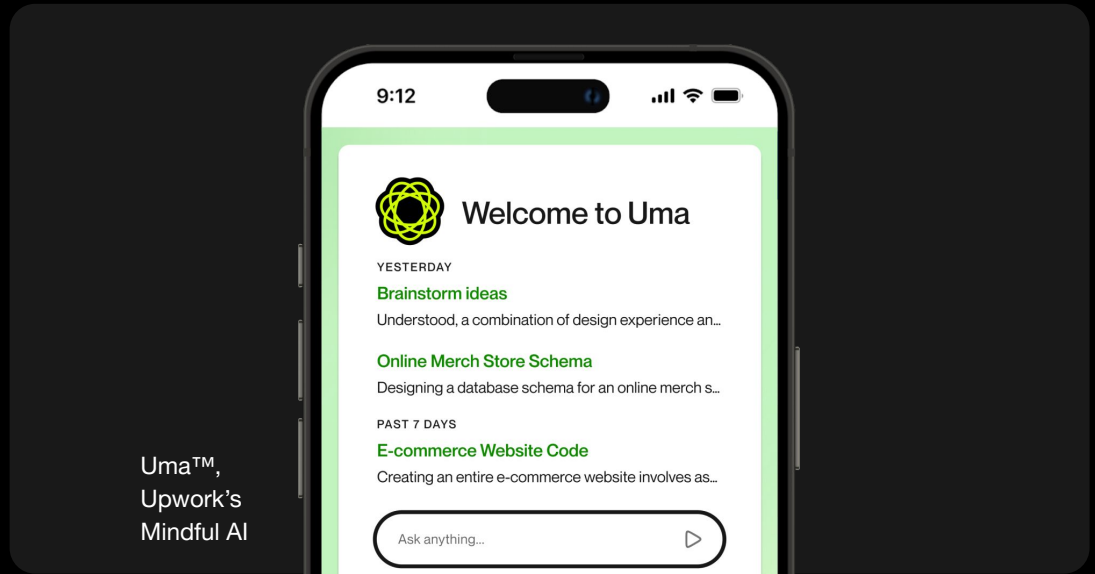 9:12
Welcome to Uma
YESTERDAY
Brainstorm ideas
Understood, a combination of design experience an...
Online Merch Store Schema
Designing a database schema for an online merch s...
PAST 7 DAYS
E-commerce Website Code
Creating an entire e-commerce website involves as...
Ask anything...
Uma™,
Upwork's
Mindful AI